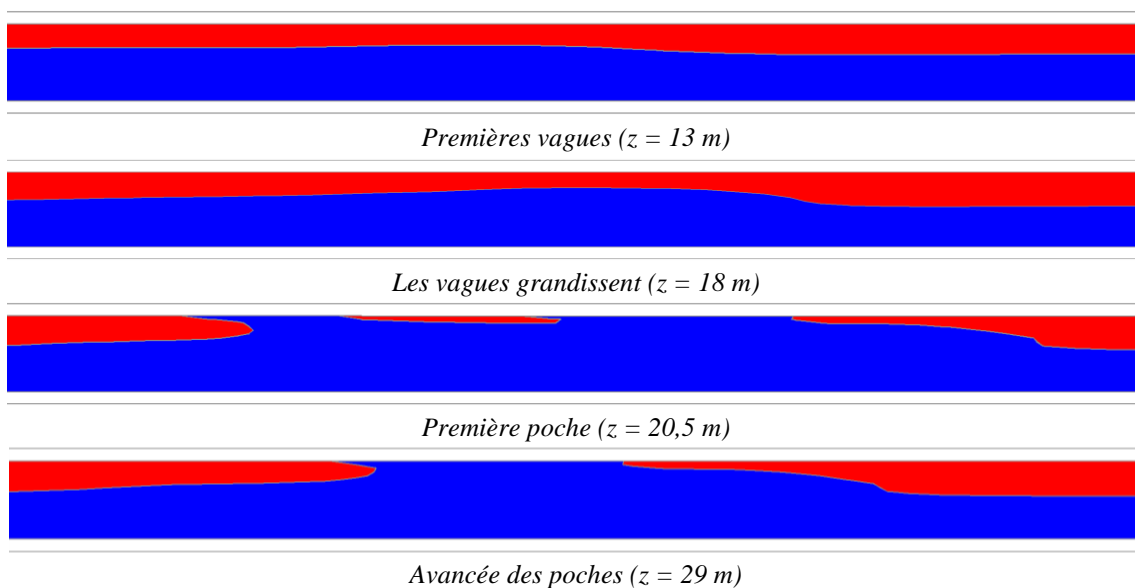 Premières vagues (z = 13 m)
Les vagues grandissent (z = 18 m)
Première poche (z = 20,5 m)
Avancée des poches (z = 29 m)